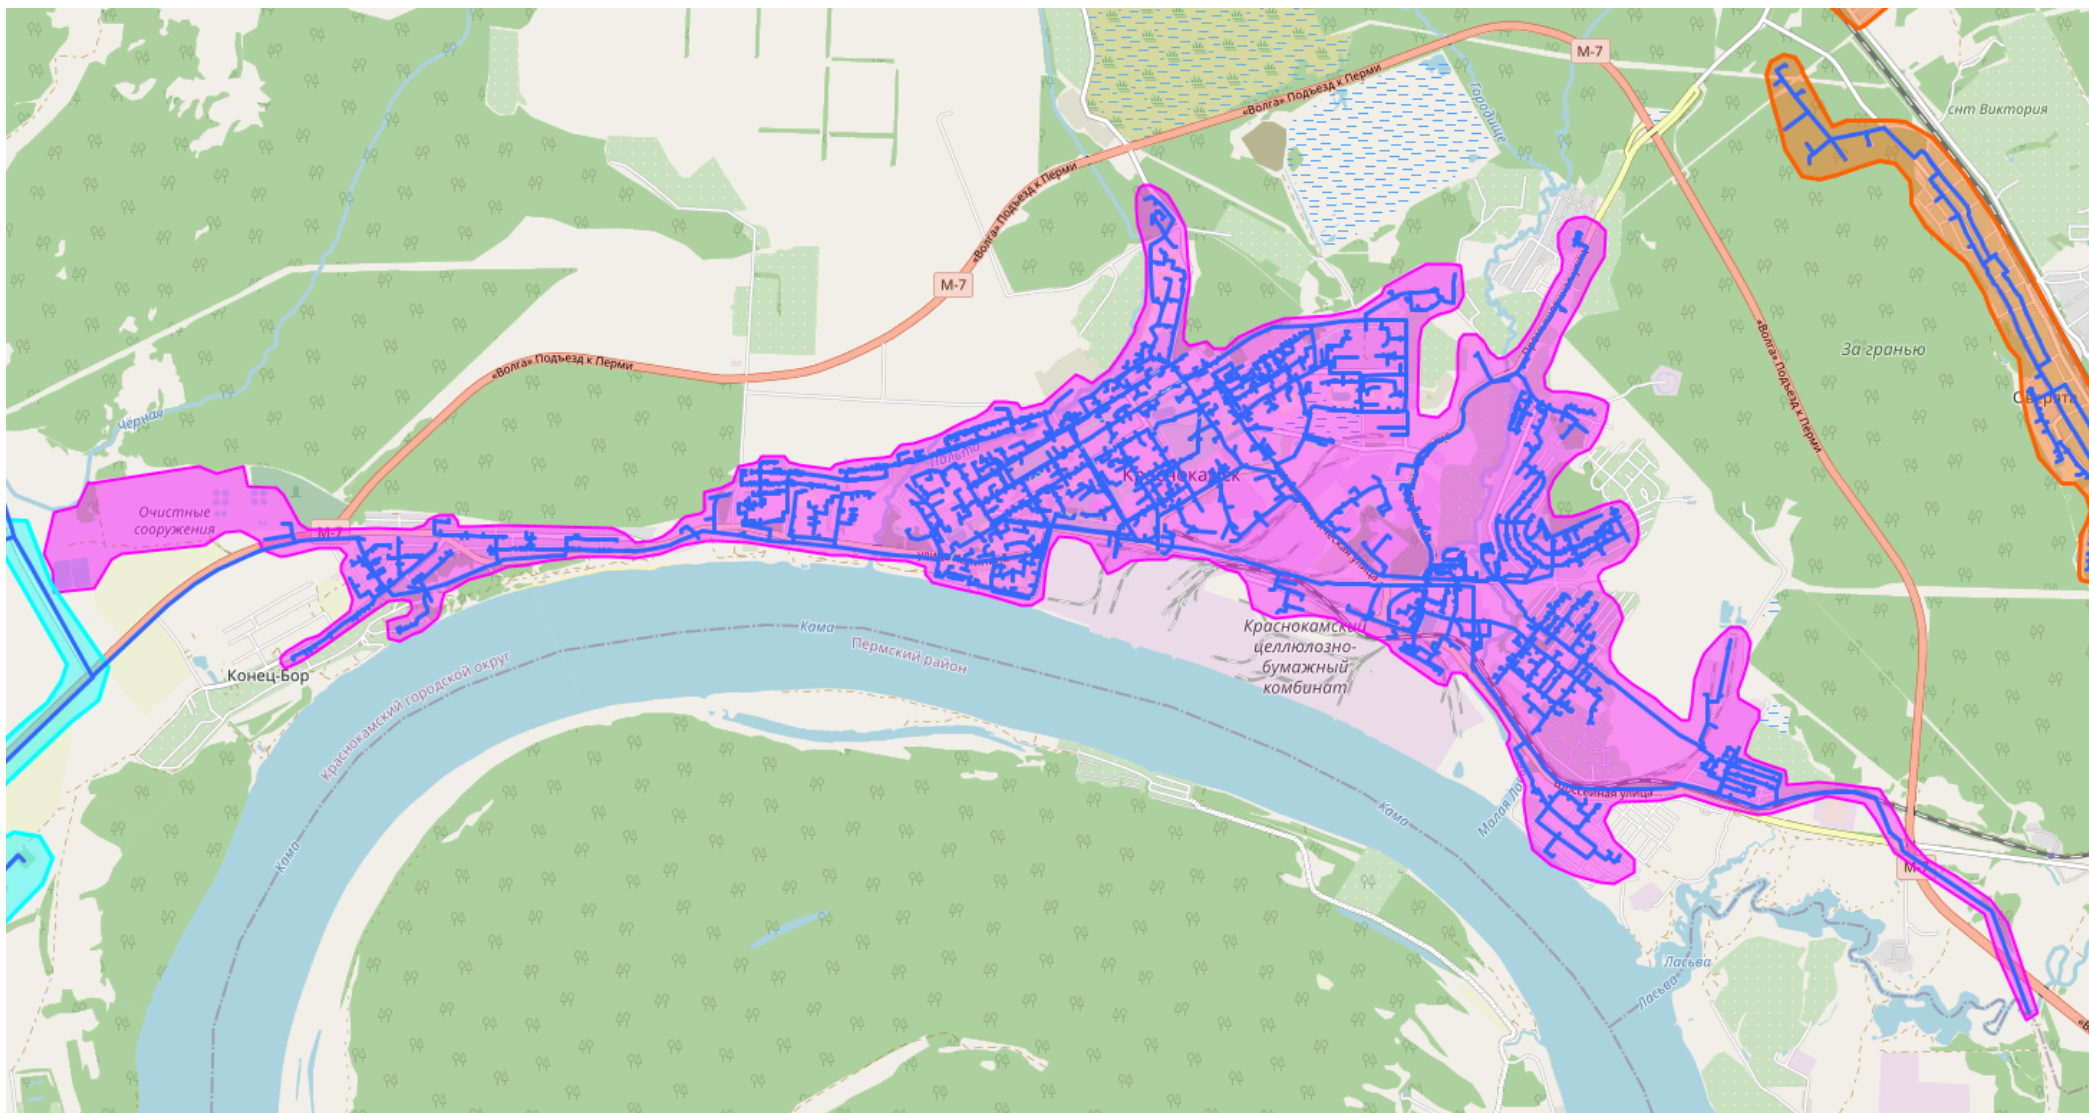 М-7
«Волга» Подъезд к Перми
Городище
снт Виктория
«Волга» Подъезд к Перми
М-7
За гранью
«Волга» Подъезд к Перми
«Волга» Подъезд к Перми
Чёрная
Пальта
Краснокамск
Очистные
сооружения
М-7
Краснокамский
целлюлозно-
бумажный
комбинат
Кама
Пермский район
Конец-Бор
Краснокамский городской округ
Кама
Кама
Малая
Шоссейная улица
Ласьва
Ласьва